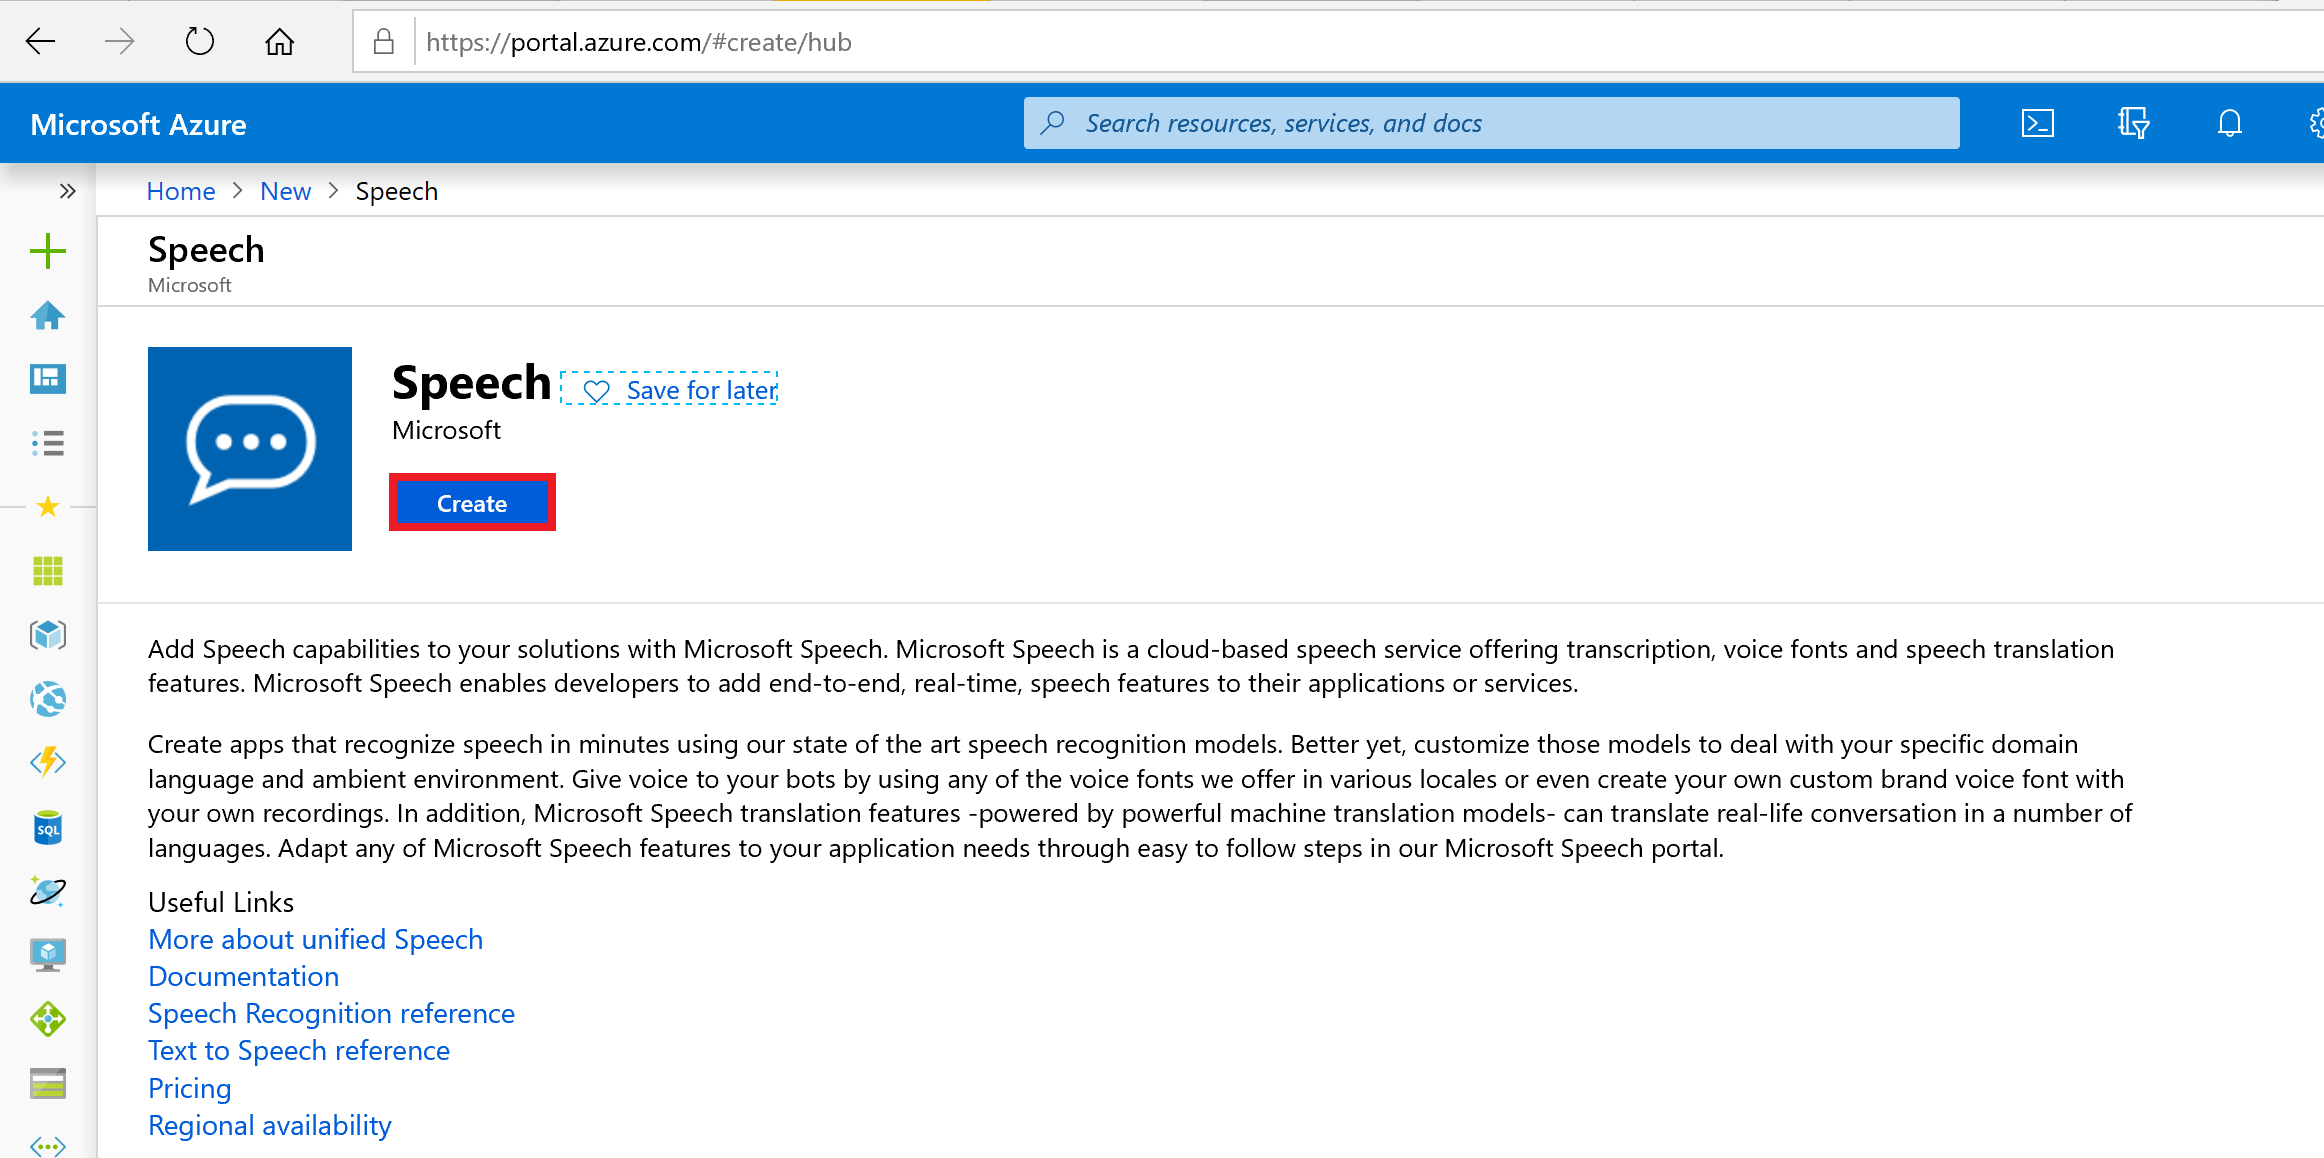 https://portal.azure.com/#create/hub
Microsoft Azure
Search resources, services, and docs
Home > New > Speech
Speech
Microsoft
Speech
Save for later
Microsoft
Create
Add Speech capabilities to your solutions with Microsoft Speech. Microsoft Speech is a cloud-based speech service offering transcription, voice fonts and speech translation
features. Microsoft Speech enables developers to add end-to-end, real-time, speech features to their applications or services.
Create apps that recognize speech in minutes using our state of the art speech recognition models. Better yet, customize those models to deal with your specific domain
language and ambient environment. Give voice to your bots by using any of the voice fonts we offer in various locales or even create your own custom brand voice font with
your own recordings. In addition, Microsoft Speech translation features -powered by powerful machine translation models- can translate real-life conversation in a number of
languages. Adapt any of Microsoft Speech features to your application needs through easy to follow steps in our Microsoft Speech portal.
SQL
Useful Links
More about unified Speech
Documentation
Speech Recognition reference
Text to Speech reference
Pricing
Regional availability